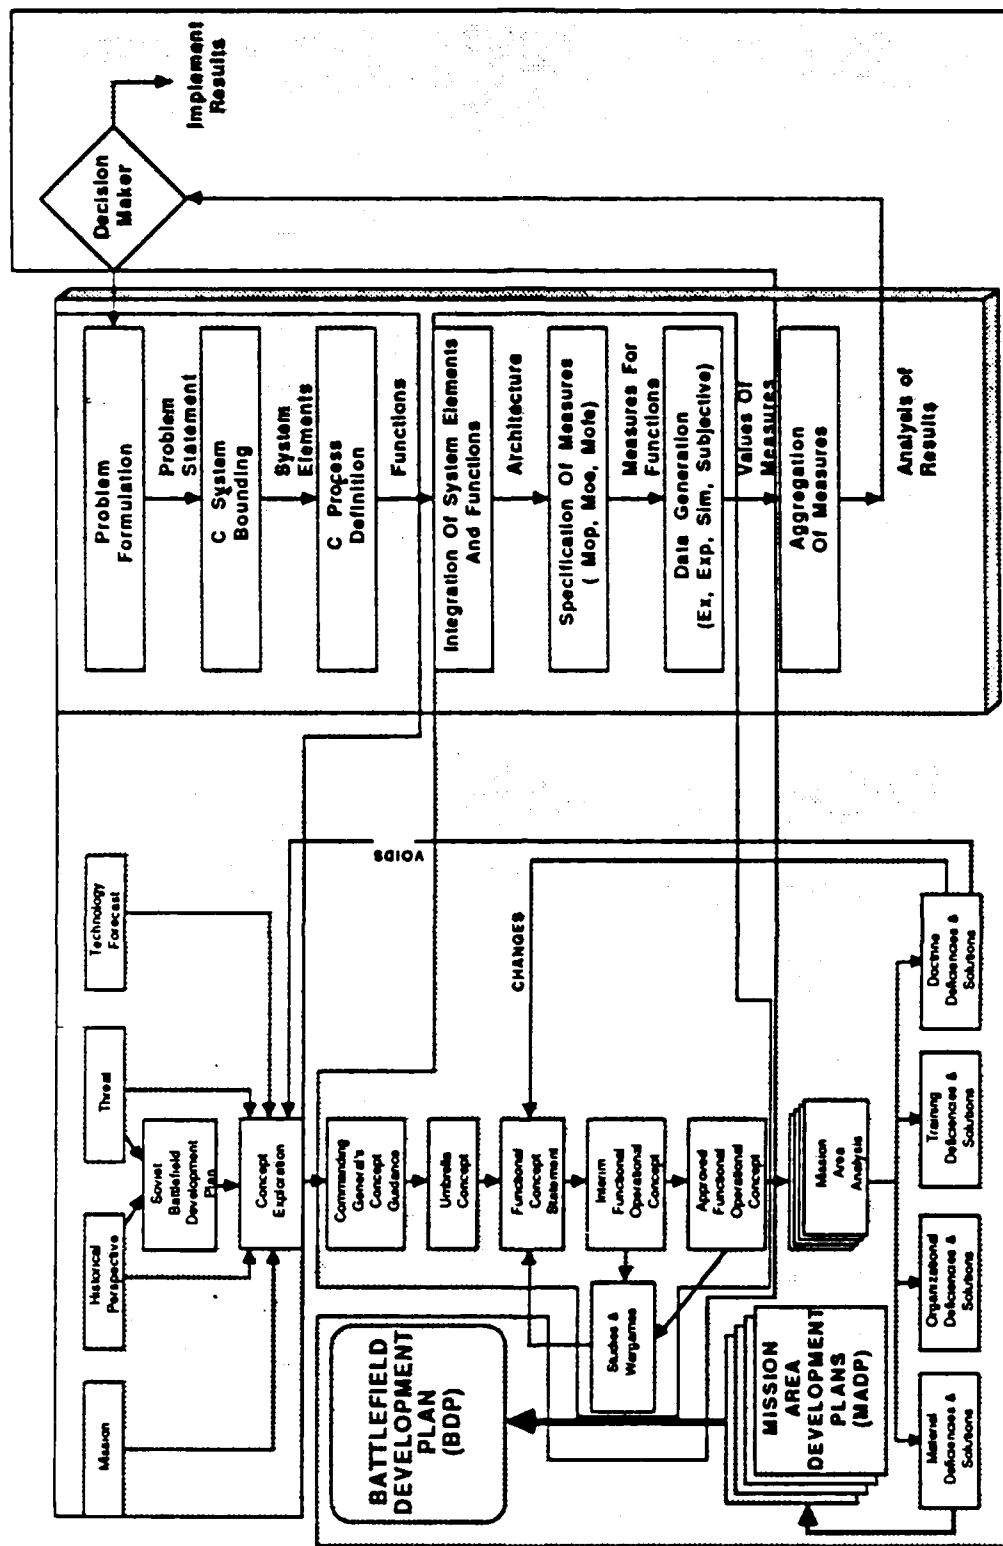 Mission
Historical
Perspective
Threat
Technology
Forecast
Soviet
Battlefield
Development
Plan
Concept
Exploration
Commanding
General's
Concept
Guidance
Umbrella
Concept
Functional
Concept
Statement
Interim
Functional
Operational
Concept
Approved
Functional
Operational
Concept
Studies &
Wargames
Mission
Area
Analysis
VOIDS
CHANGES
BATTLEFIELD
DEVELOPMENT
PLAN
(BDP)
MISSION
AREA
DEVELOPMENT
PLANS
(MADP)
Material
Deficiencies &
Solutions
Organizational
Deficiencies &
Solutions
Training
Deficiencies &
Solutions
Doctrine
Deficiencies &
Solutions
Problem
Formulation
Problem
Statement
C System
Bounding
System
Elements
C Process
Definition
Functions
Integration Of System Elements
And Functions
Architecture
Specification Of Measures
( Mop, Moe, Mofe)
Measures For
Functions
Data Generation
(Ex, Exp, Sim, Subjective)
Values Of
Measures
Aggregation
Of Measures
Analysis of
Results
Decision
Maker
Implement
Results